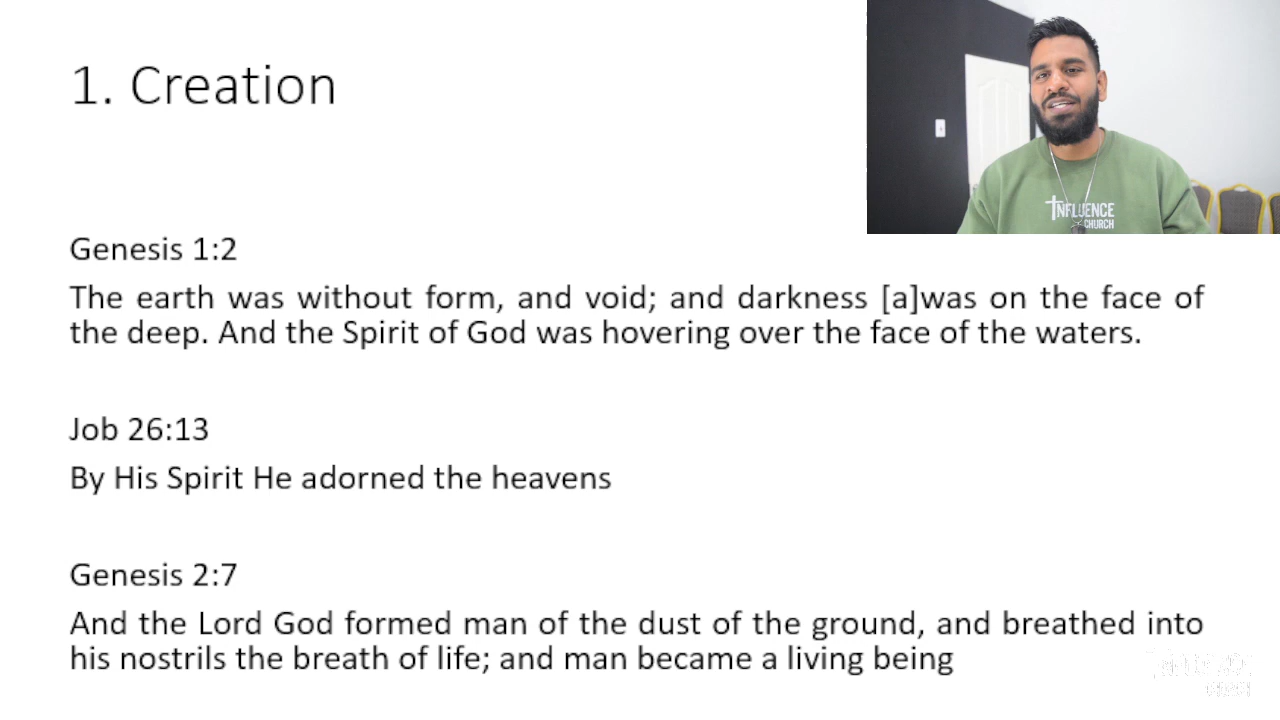 1. Creation
INFLUENCE
CHURCH
Genesis 1:2
The earth was without form, and void; and darkness [a]was on the face of
the deep. And the Spirit of God was hovering over the face of the waters.
Job 26:13
By His Spirit He adorned the heavens
Genesis 2:7
And the Lord God formed man of the dust of the ground, and breathed into
his nostrils the breath of life; and man became a living being